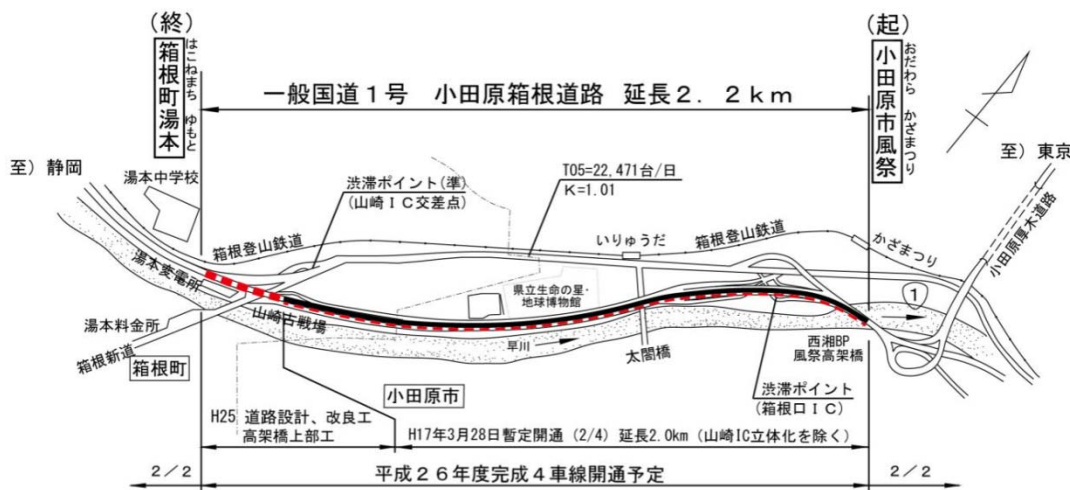 (終)
箱根町湯本
はこねまち ゆもと
(起)
小田原市風祭
おだわら かざまつり
一般国道1号 小田原箱根道路 延長2.2km
至)静岡
至)東京
湯本中学校
渋滞ポイント(準)
(山崎IC交差点)
T05=22,471台/日
K=1.01
箱根登山鉄道
いりゅうだ
箱根登山鉄道
かざまつり
小田原厚木道路
湯本変電所
県立生命の星・
地球博物館
1
山崎古戦場
湯本料金所
早川
太閤橋
西湘BP
風祭高架橋
箱根新道
箱根町
小田原市
渋滞ポイント
(箱根口IC)
H25 道路設計、改良工
高架橋上部工
H17年3月28日暫定開通(2/4)延長2.0km(山崎IC立体化を除く)
2/2
平成26年度完成4車線開通予定
2/2